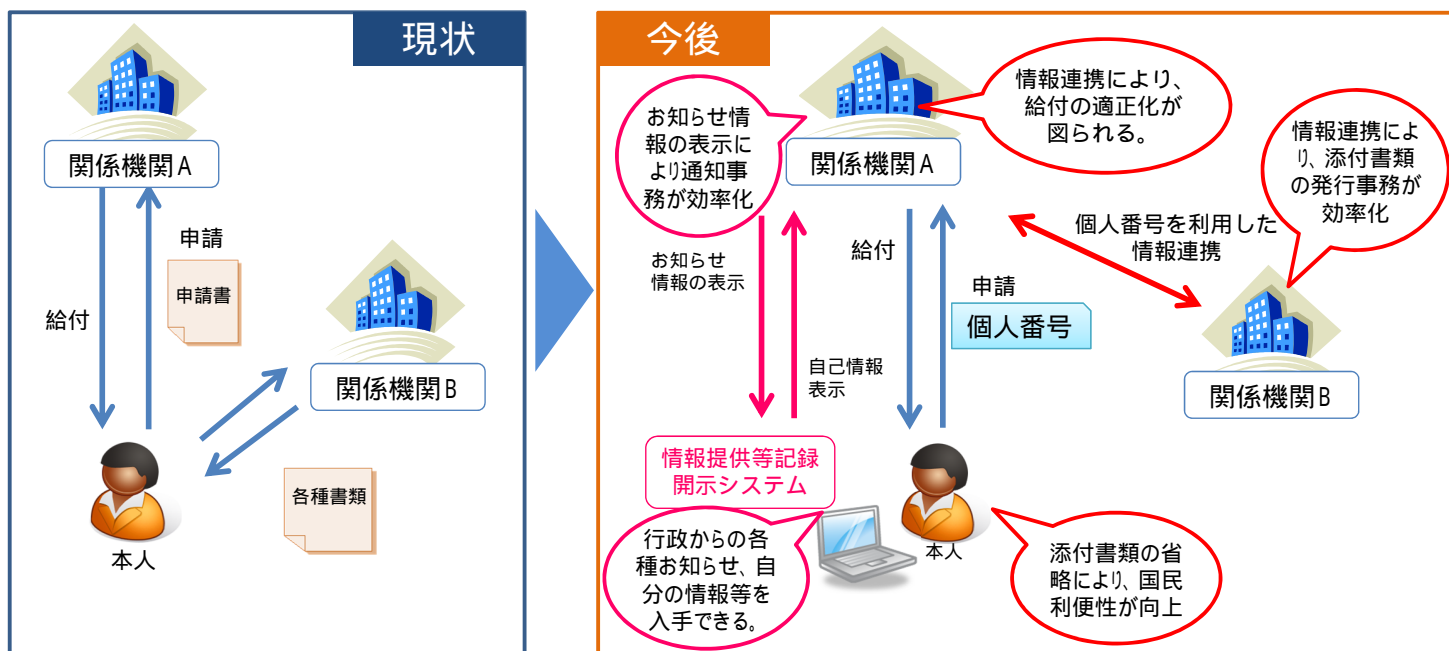 現状
関係機関A
申請
申請書
給付
関係機関B
各種書類
本人
今後
お知らせ情
報の表示に
より通知事
務が効率化
関係機関A
情報連携により、
給付の適正化が
図られる。
情報連携によ
り、添付書類
の発行事務が
効率化
お知らせ
情報の表示
給付
申請
個人番号
個人番号を利用した
情報連携
自己情報
表示
関係機関B
情報提供等記録
開示システム
行政からの各
種お知らせ、自
分の情報等を
入手できる。
本人
添付書類の省
略により、国民
利便性が向上